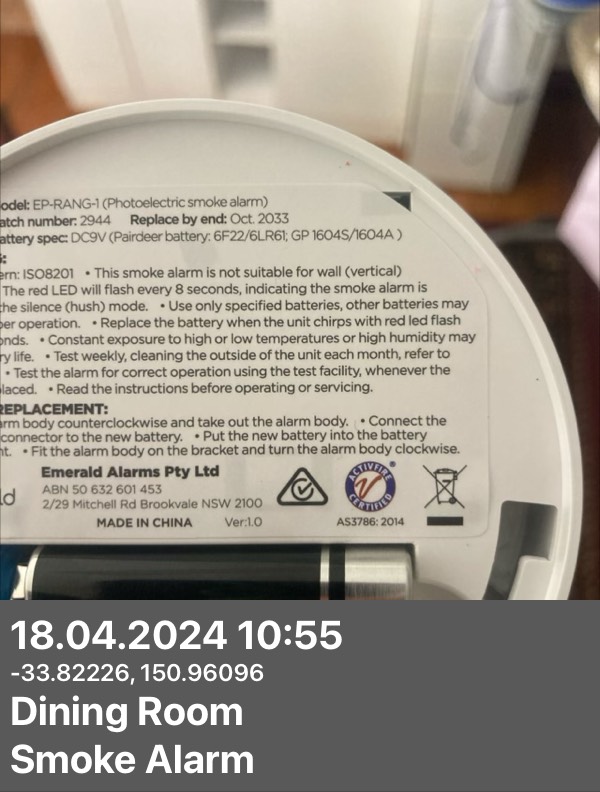 odel: EP-RANG-1 (Photoelectric smoke alarm)
atch number: 2944 Replace by end: Oct. 2033
attery spec: DC9V (Pairdeer battery: 6F22/6LR61; GP 1604S/1604A )
S:
ern: ISO8201 • This smoke alarm is not suitable for wall (vertical)
The red LED will flash every 8 seconds, indicating the smoke alarm is
the silence (hush) mode. • Use only specified batteries, other batteries may
per operation. • Replace the battery when the unit chirps with red led flash
onds. • Constant exposure to high or low temperatures or high humidity may
ry life. • Test weekly, cleaning the outside of the unit each month, refer to
• Test the alarm for correct operation using the test facility, whenever the
laced. • Read the instructions before operating or servicing.
REPLACEMENT:
arm body counterclockwise and take out the alarm body. • Connect the
connector to the new battery. • Put the new battery into the battery
nt. • Fit the alarm body on the bracket and turn the alarm body clockwise.
Emerald Alarms Pty Ltd
ld ABN 50 632 601 453
2/29 Mitchell Rd Brookvale NSW 2100
MADE IN CHINA Ver:1.0
ACTIVFIRE
CERTIFIED
AS3786: 2014
18.04.2024 10:55
-33.82226, 150.96096
Dining Room
Smoke Alarm